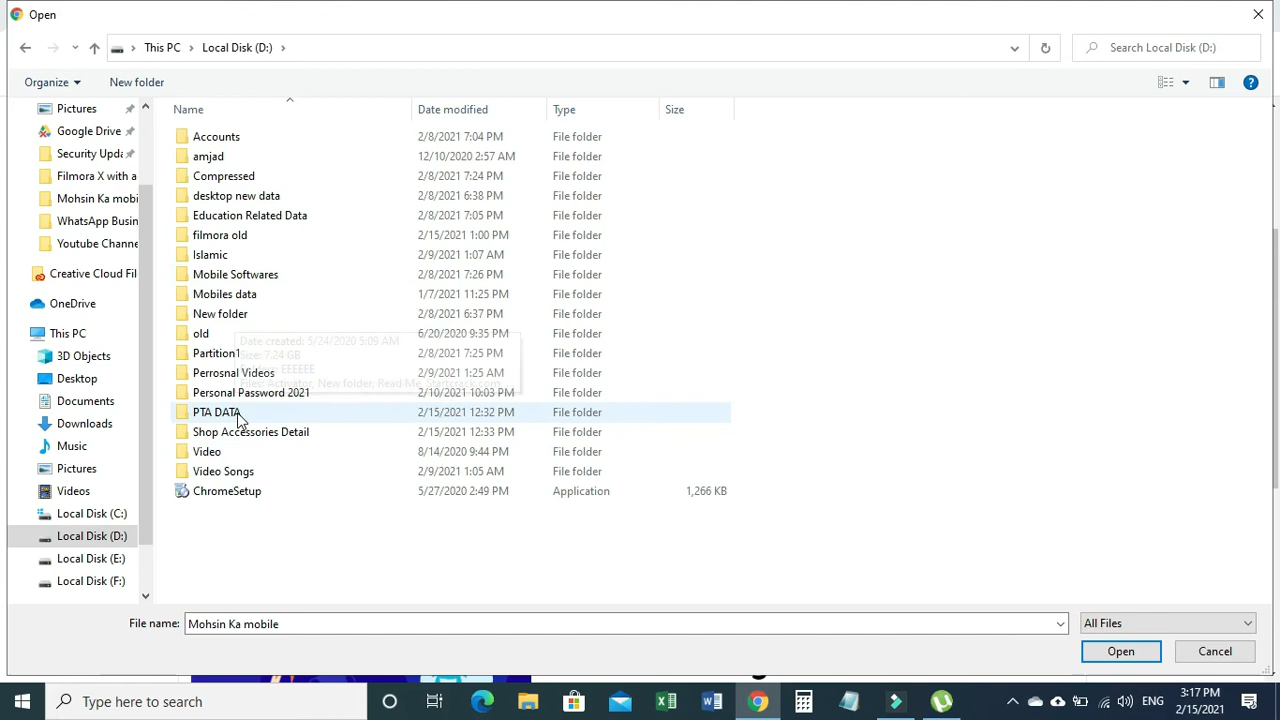 Open
This PC
Local Disk (D:)
Search Local Disk (D:)
Organize
New folder
Name
Date modified
Type
Size
Pictures
Google Drive
Security Upda
Filmora X with a
Mohsin Ka mobi
WhatsApp Busin
Youtube Channe
Creative Cloud Fil
OneDrive
This PC
3D Objects
Desktop
Documents
Downloads
Music
Pictures
Videos
Local Disk (C:)
Local Disk (D:)
Local Disk (E:)
Local Disk (F:)
Accounts 2/8/2021 7:04 PM File folder
amjad 12/10/2020 2:57 AM File folder
Compressed 2/8/2021 7:24 PM File folder
desktop new data 2/8/2021 6:38 PM File folder
Education Related Data 2/8/2021 7:05 PM File folder
filmora old 2/15/2021 1:00 PM File folder
Islamic 2/9/2021 1:07 AM File folder
Mobile Softwares 2/8/2021 7:26 PM File folder
Mobiles data 1/7/2021 11:25 PM File folder
New folder 2/8/2021 6:37 PM File folder
old 6/20/2020 9:35 PM File folder
Partition1 2/8/2021 7:25 PM File folder
Perrosnal Videos 2/9/2021 1:25 AM File folder
Personal Password 2021 2/10/2021 10:03 PM File folder
PTA DATA 2/15/2021 12:32 PM File folder
Shop Accessories Detail 2/15/2021 12:33 PM File folder
Video 8/14/2020 9:44 PM File folder
Video Songs 2/9/2021 1:05 AM File folder
ChromeSetup 5/27/2020 2:49 PM Application 1,266 KB
Date created: 5/24/2020 5:09 AM
Size: 7.24 GB
EEEEEE
Files: Activator, New folder, Read Me, Startcrack.com
File name:
Mohsin Ka mobile
All Files
Open
Cancel
Type here to search
ENG
3:17 PM
2/15/2021